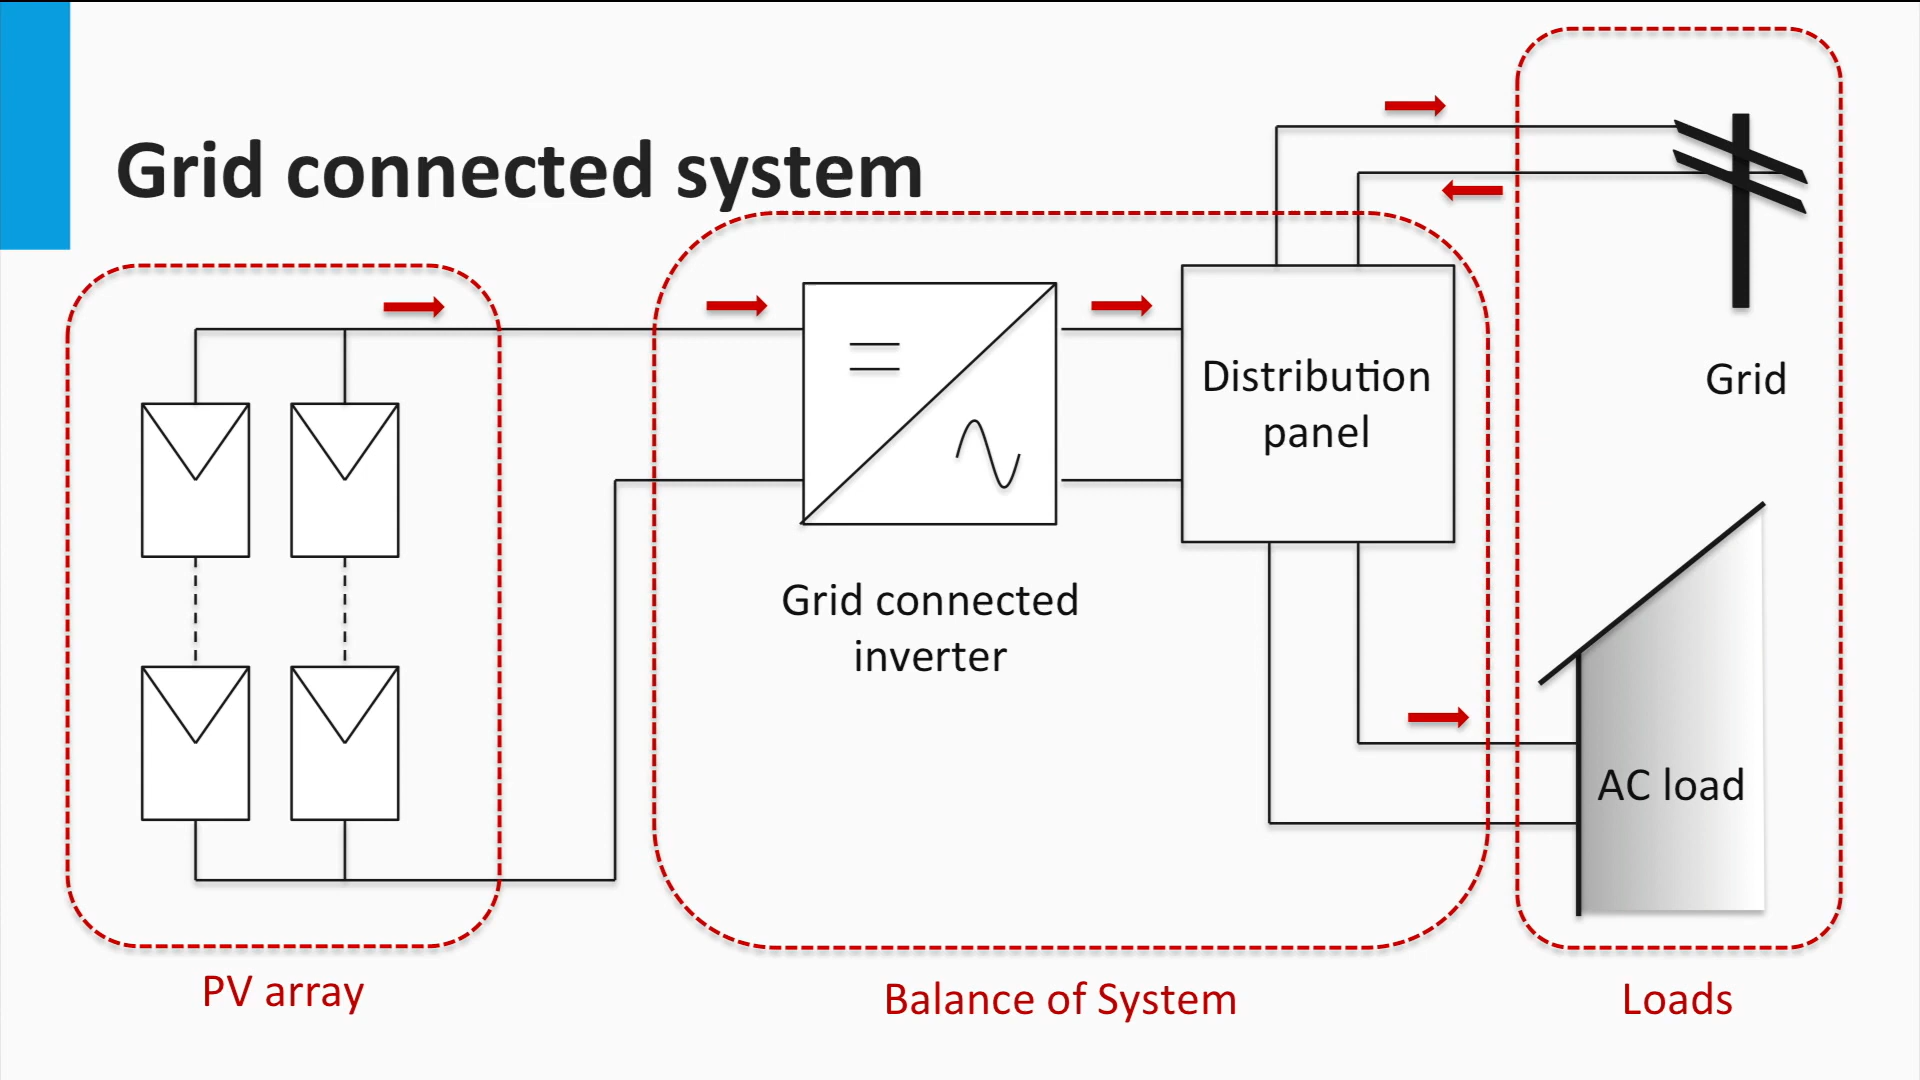 Grid connected system
Distribution
panel
Grid
Grid connected
inverter
AC load
PV array
Balance of System
Loads